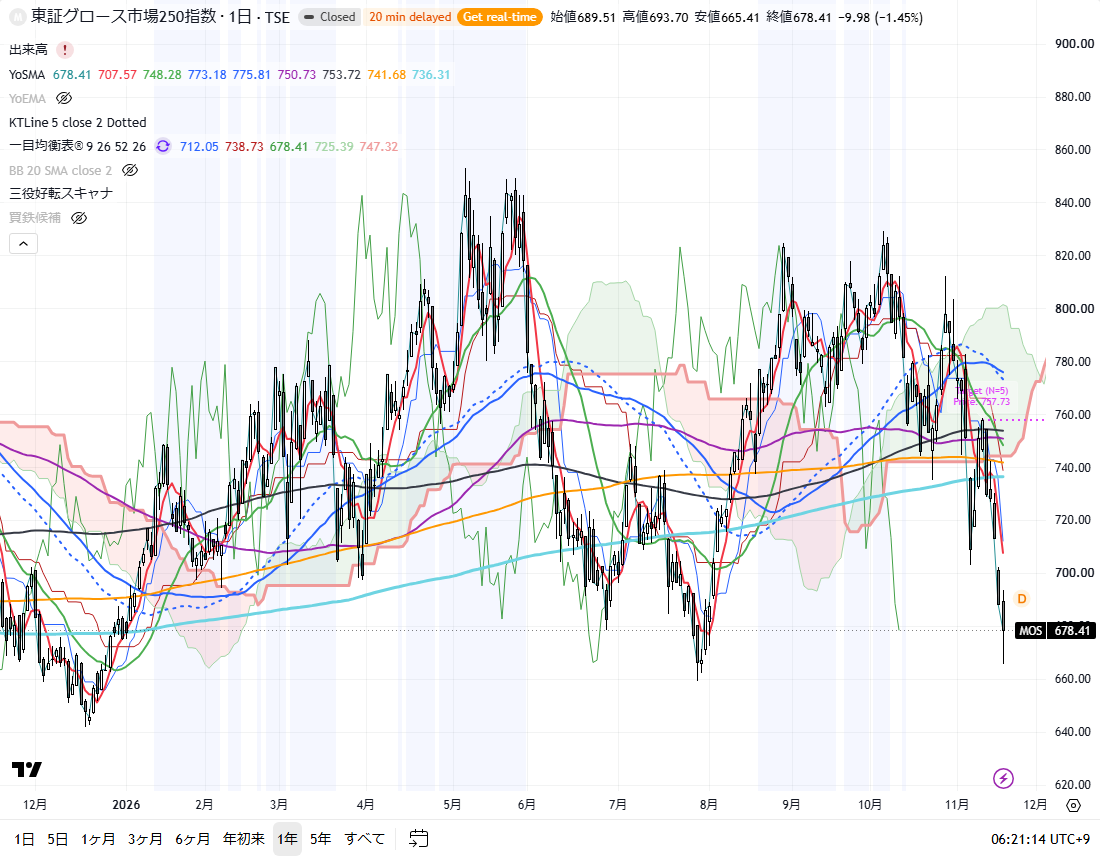 M 東証グロース市場250指数 · 1日 · TSE Closed 20 min delayed Get real-time 始値689.51 高値693.70 安値665.41 終値678.41 −9.98 (−1.45%)
出来高 !
YoSMA 678.41 707.57 748.28 773.18 775.81 750.73 753.72 741.68 736.31
YoEMA
KTLine 5 close 2 Dotted
一目均衡表® 9 26 52 26 712.05 738.73 678.41 725.39 747.32
BB 20 SMA close 2
三役好転スキャナ
買鉄候補
900.00
880.00
860.00
840.00
820.00
800.00
780.00
Target (N=5)
Price: 757.73
760.00
740.00
720.00
700.00
D
MOS 678.41
660.00
640.00
620.00
12月 2026 2月 3月 4月 5月 6月 7月 8月 9月 10月 11月 12月
1日 5日 1ヶ月 3ヶ月 6ヶ月 年初来 1年 5年 すべて 06:21:14 UTC+9